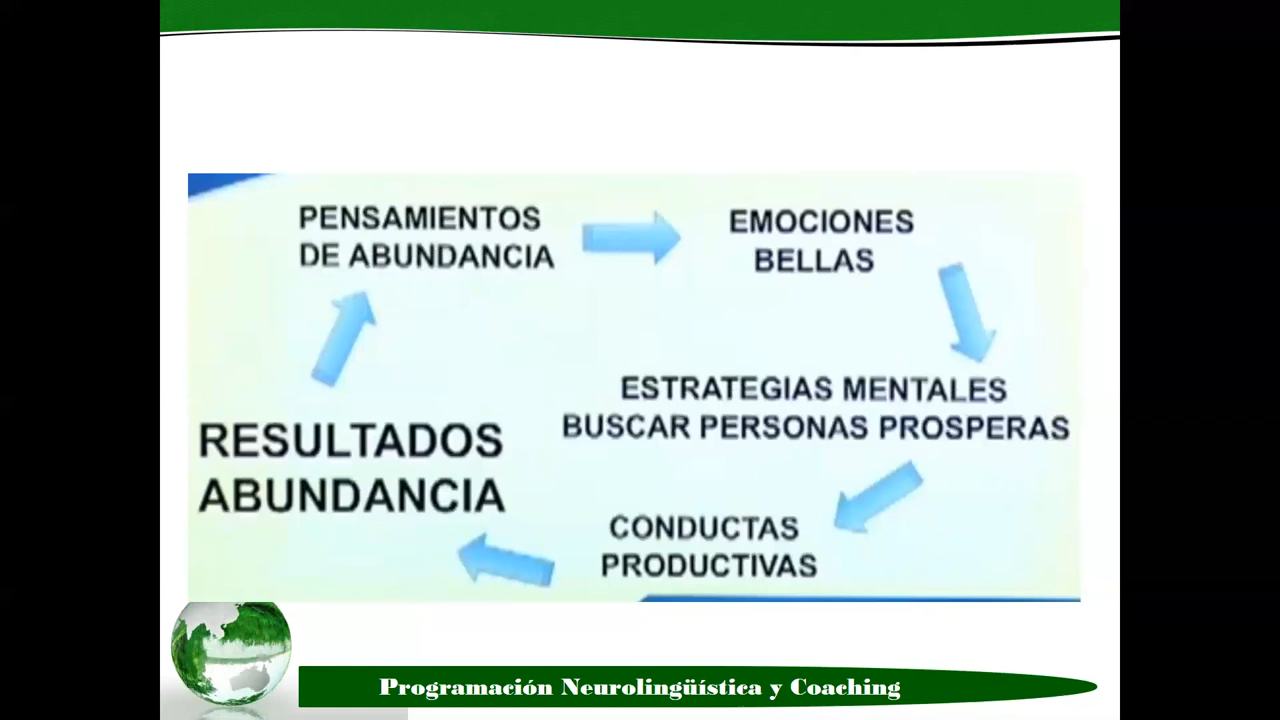 PENSAMIENTOS
DE ABUNDANCIA
EMOCIONES
BELLAS
ESTRATEGIAS MENTALES
BUSCAR PERSONAS PROSPERAS
CONDUCTAS
PRODUCTIVAS
RESULTADOS
ABUNDANCIA
Programación Neurolingüística y Coaching